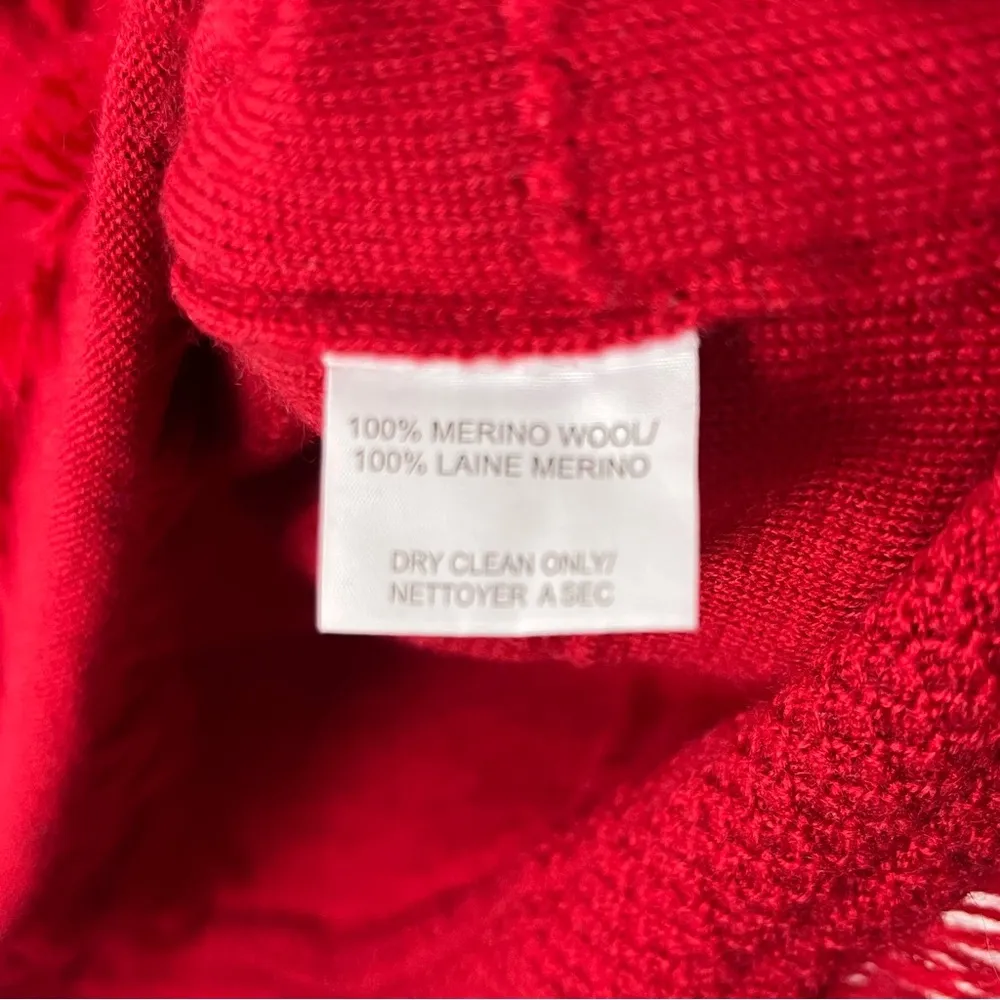 100% MERINO WOOL/
100% LAINE MERINO
DRY CLEAN ONLY/
NETTOYER A SEC